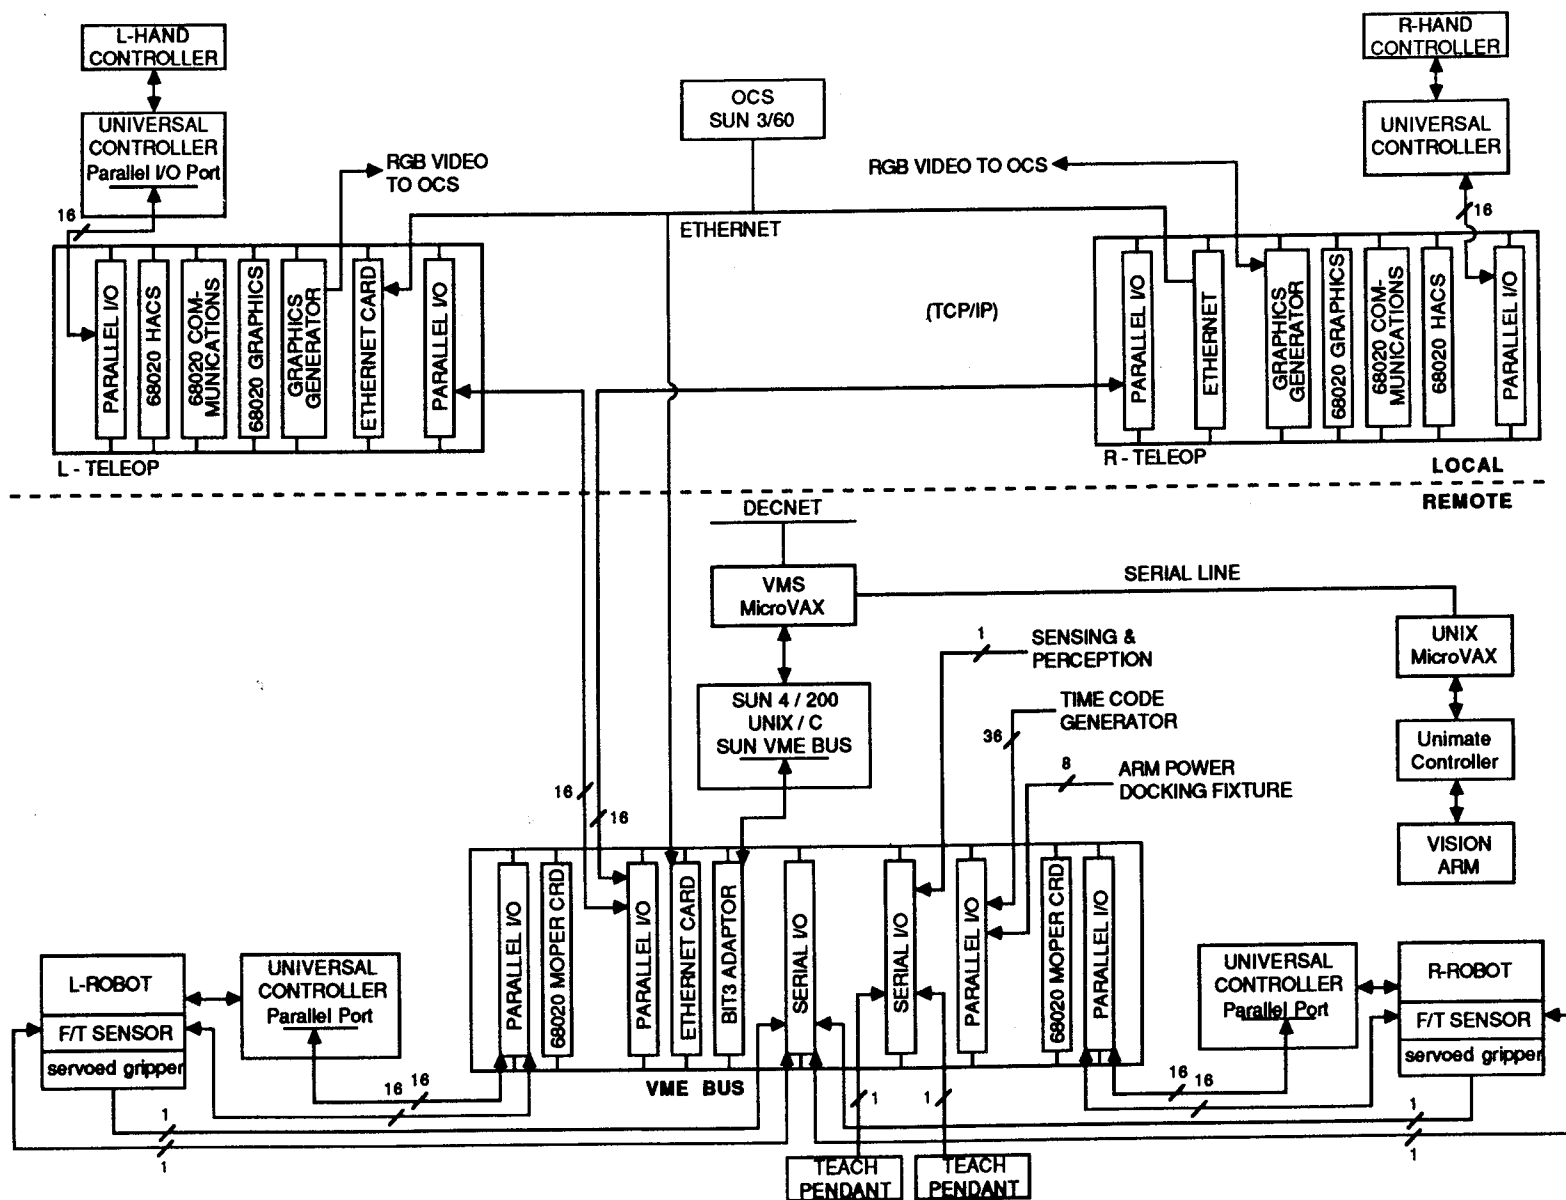 L-HAND
CONTROLLER
R-HAND
CONTROLLER
OCS
SUN 3/60
UNIVERSAL
CONTROLLER
Parallel I/O Port
UNIVERSAL
CONTROLLER
RGB VIDEO
TO OCS
RGB VIDEO TO OCS
16
16
ETHERNET
PARALLEL I/O
68020 HACS
68020 COM-
MUNICATIONS
68020 GRAPHICS
GRAPHICS
GENERATOR
ETHERNET CARD
PARALLEL I/O
(TCP/IP)
PARALLEL I/O
ETHERNET
GRAPHICS
GENERATOR
68020 GRAPHICS
68020 COM-
MUNICATIONS
68020 HACS
PARALLEL I/O
L - TELEOP
R - TELEOP
LOCAL
REMOTE
DECNET
VMS
MicroVAX
SERIAL LINE
UNIX
MicroVAX
1
SENSING &
PERCEPTION
SUN 4 / 200
UNIX / C
SUN VME BUS
TIME CODE
GENERATOR
36
Unimate
Controller
8
ARM POWER
DOCKING FIXTURE
16
16
VISION
ARM
PARALLEL I/O
68020 MOPER CRD
PARALLEL I/O
ETHERNET CARD
BIT3 ADAPTOR
SERIAL I/O
SERIAL I/O
PARALLEL I/O
68020 MOPER CRD
PARALLEL I/O
L-ROBOT
F/T SENSOR
servoed gripper
UNIVERSAL
CONTROLLER
Parallel Port
UNIVERSAL
CONTROLLER
Parallel Port
R-ROBOT
F/T SENSOR
servoed gripper
VME BUS
16
16
16
16
1
1
1
1
1
1
TEACH
PENDANT
TEACH
PENDANT